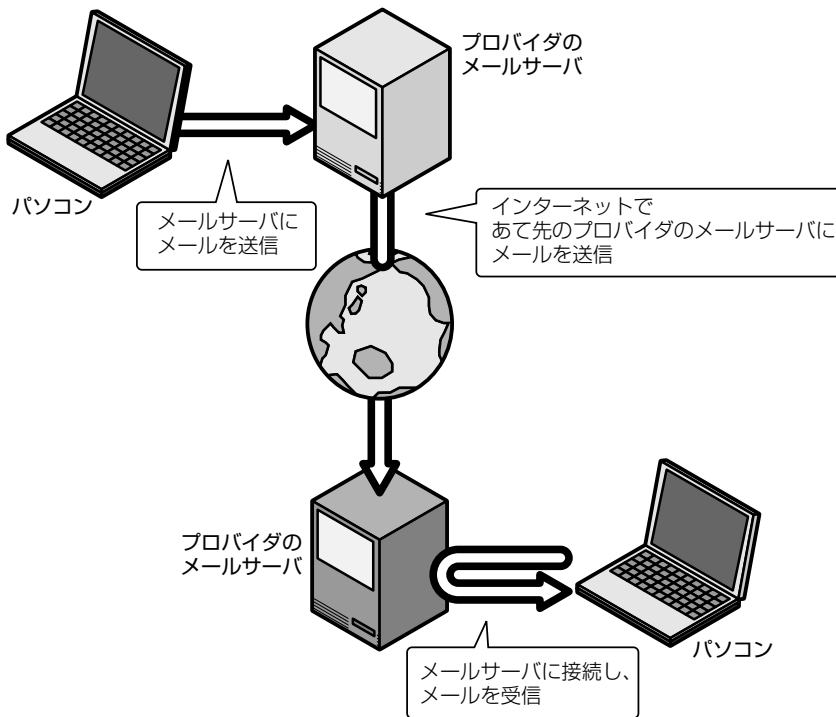 プロバイダの
メールサーバ
パソコン
メールサーバに
メールを送信
インターネットで
あて先のプロバイダのメールサーバに
メールを送信
プロバイダの
メールサーバ
パソコン
メールサーバに接続し、
メールを受信